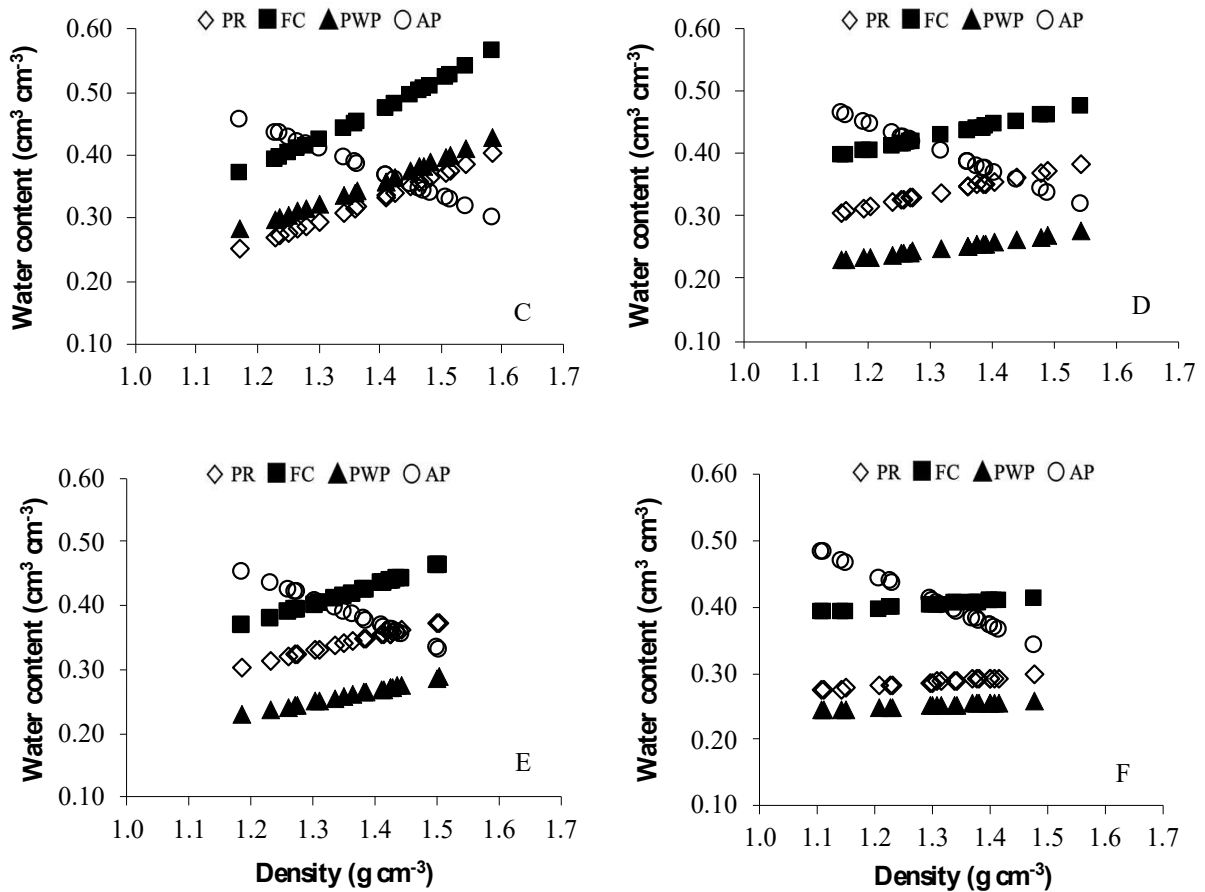 ◇ PR ■ FC ▲ PWP ○ AP
Water content (cm³ cm⁻³)
0.60
0.50
0.40
0.30
0.20
0.10
1.0 1.1 1.2 1.3 1.4 1.5 1.6 1.7
C
◇ PR ■ FC ▲ PWP ○ AP
Water content (cm³ cm⁻³)
0.60
0.50
0.40
0.30
0.20
0.10
1.0 1.1 1.2 1.3 1.4 1.5 1.6 1.7
D
◇ PR ■ FC ▲ PWP ○ AP
Water content (cm³ cm⁻³)
0.60
0.50
0.40
0.30
0.20
0.10
1.0 1.1 1.2 1.3 1.4 1.5 1.6 1.7
E
Density (g cm⁻³)
◇ PR ■ FC ▲ PWP ○ AP
Water content (cm³ cm⁻³)
0.60
0.50
0.40
0.30
0.20
0.10
1.0 1.1 1.2 1.3 1.4 1.5 1.6 1.7
F
Density (g cm⁻³)